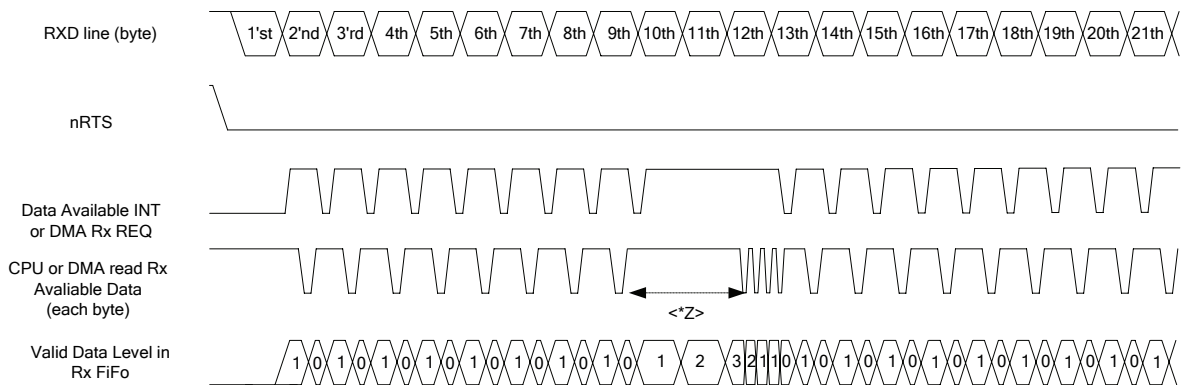 RXD line (byte)
1'st 2'nd 3'rd 4th 5th 6th 7th 8th 9th 10th 11th 12th 13th 14th 15th 16th 17th 18th 19th 20th 21th
nRTS
Data Available INT
or DMA Rx REQ
CPU or DMA read Rx
Avaliable Data
(each byte)
<*Z>
Valid Data Level in
Rx FiFo
1 0 1 0 1 0 1 0 1 0 1 0 1 0 1 0 1 2 3 2 1 1 0 1 0 1 0 1 0 1 0 1 0 1 0 1 0 1 0 1